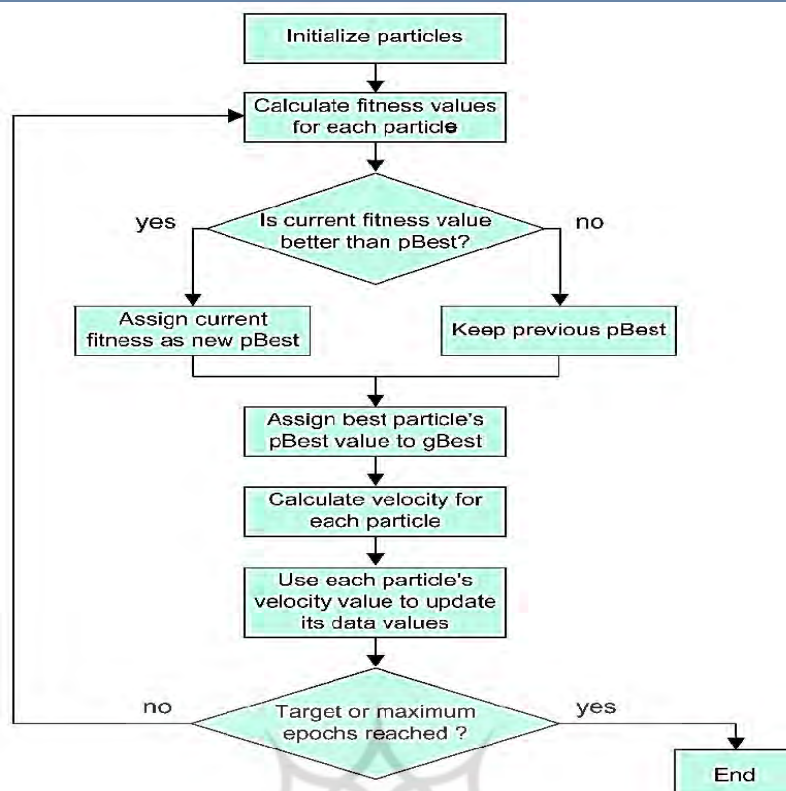 Initialize particles
Calculate fitness values
for each particle
Is current fitness value
better than pBest?
yes
no
Assign current
fitness as new pBest
Keep previous pBest
Assign best particle's
pBest value to gBest
Calculate velocity for
each particle
Use each particle's
velocity value to update
its data values
Target or maximum
epochs reached ?
no
yes
End